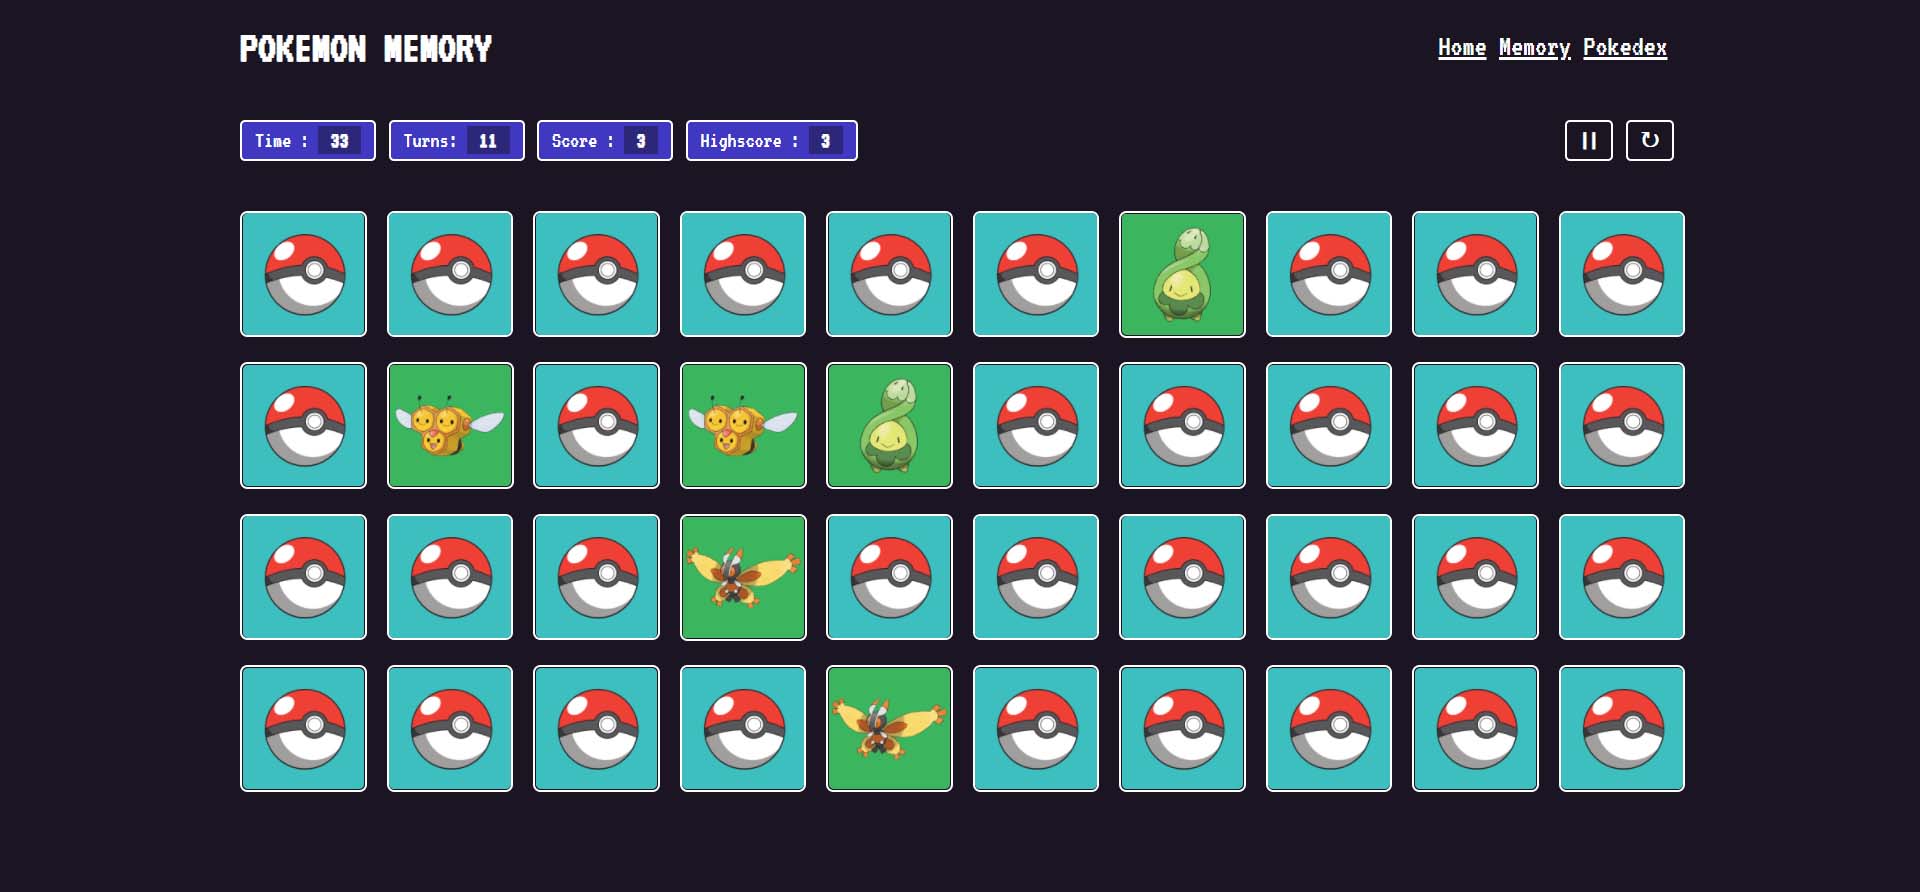 POKEMON MEMORY
Home Memory Pokedex
Time : 33 Turns: 11 Score : 3 Highscore : 3